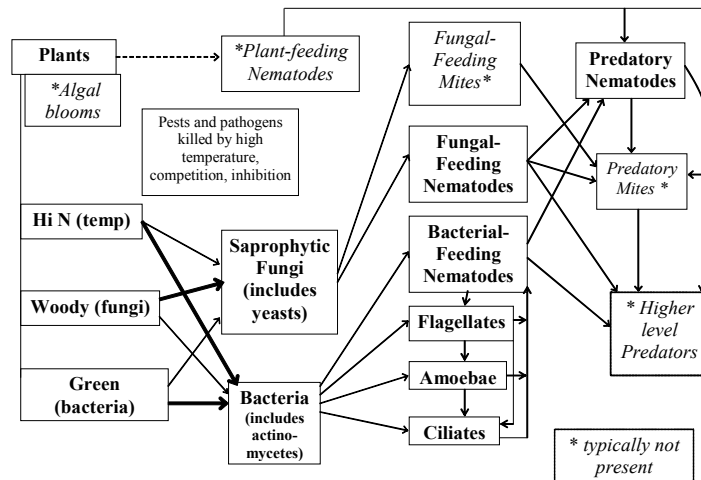 Plants
*Algal
blooms
*Plant-feeding
Nematodes
Fungal-
Feeding
Mites*
Predatory
Nematodes
Pests and pathogens
killed by high
temperature,
competition, inhibition
Fungal-
Feeding
Nematodes
Predatory
Mites *
Hi N (temp)
Saprophytic
Fungi
(includes
yeasts)
Bacterial-
Feeding
Nematodes
Woody (fungi)
Flagellates
* Higher
level
Predators
Green
(bacteria)
Bacteria
(includes
actino-
mycetes)
Amoebae
Ciliates
* typically not
present